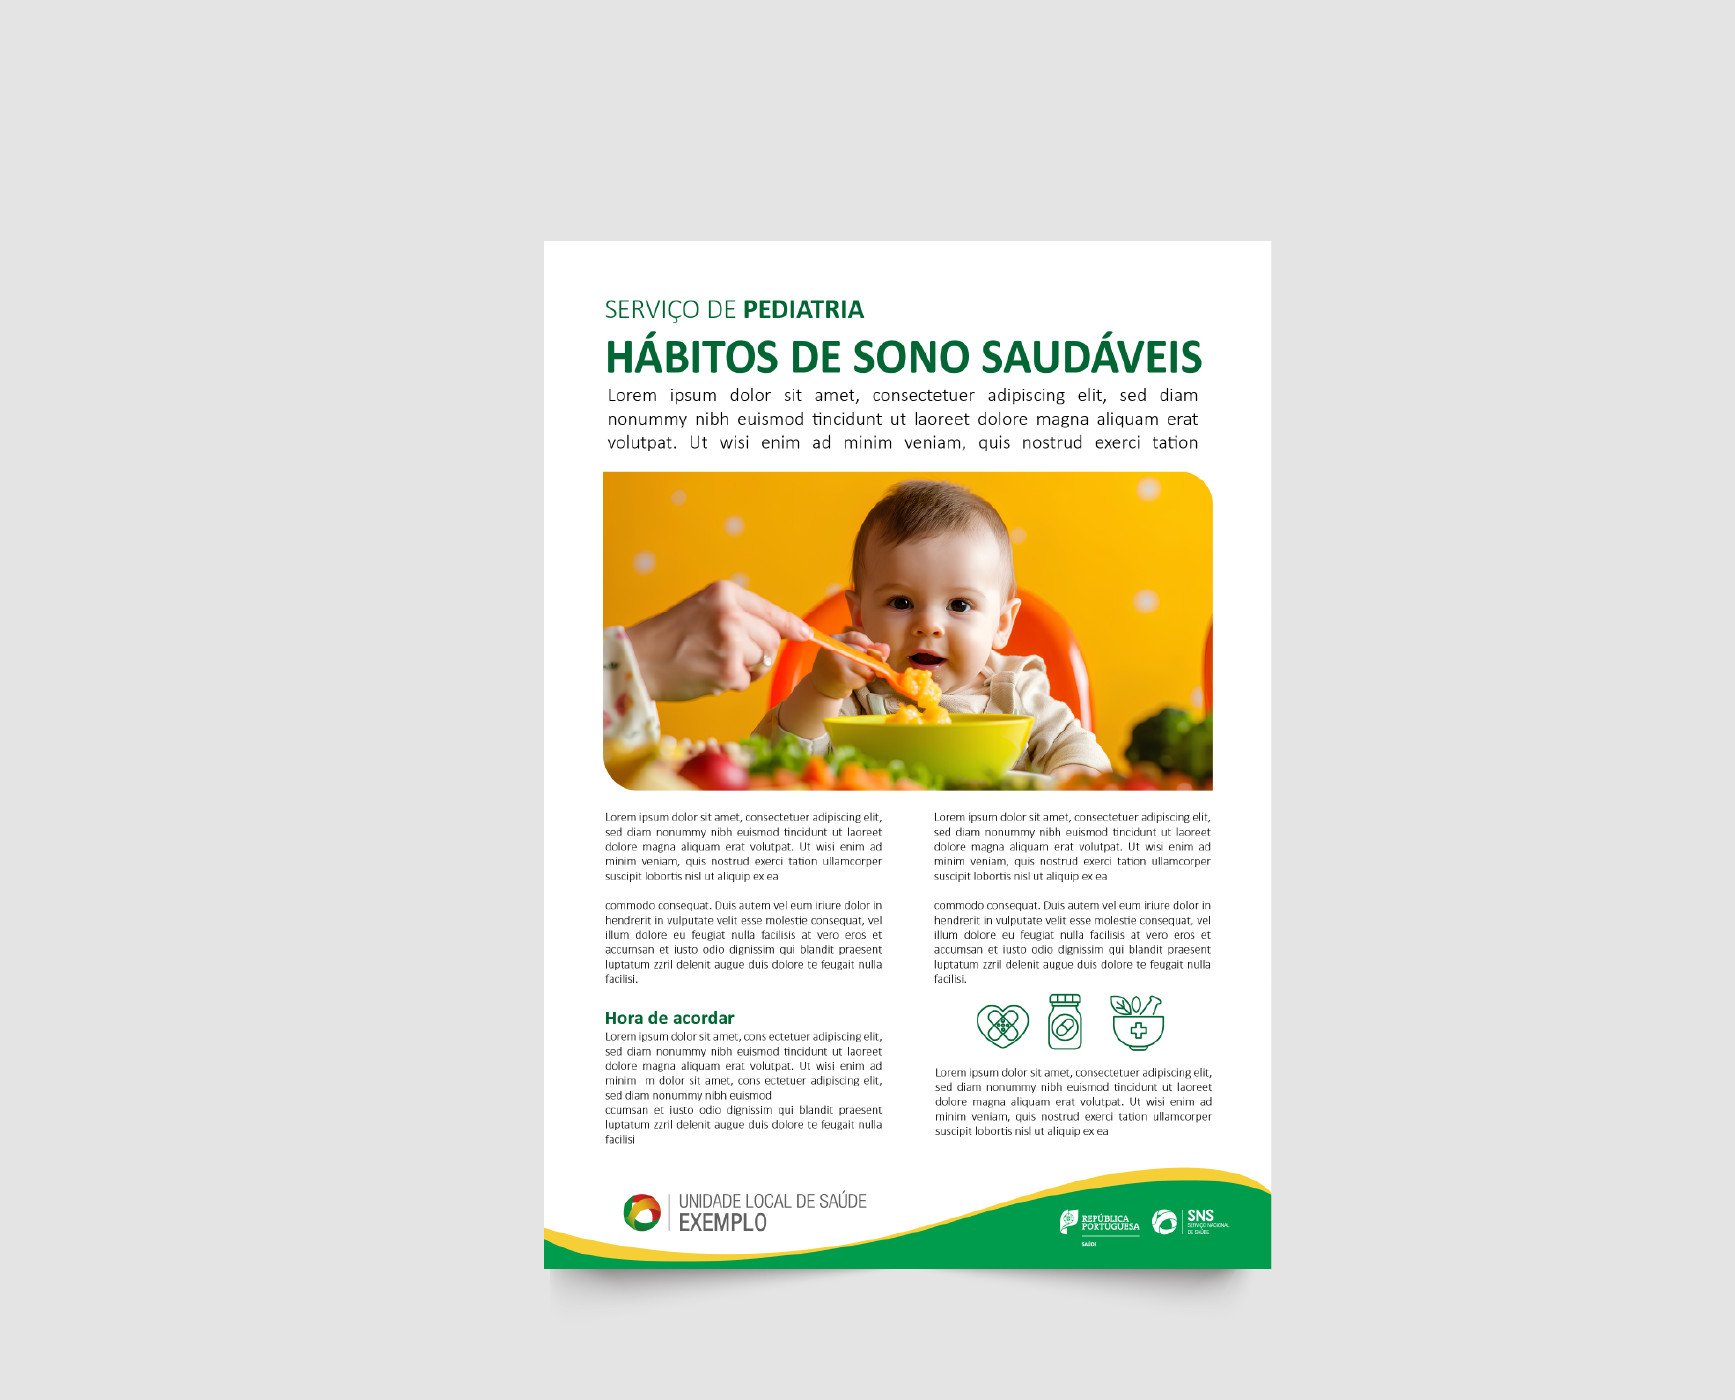 SERVIÇO DE PEDIATRIA
HÁBITOS DE SONO SAUDÁVEIS
Lorem ipsum dolor sit amet, consectetuer adipiscing elit, sed diam
nonummy nibh euismod tincidunt ut laoreet dolore magna aliquam erat
volutpat. Ut wisi enim ad minim veniam, quis nostrud exerci tation
Lorem ipsum dolor sit amet, consectetuer adipiscing elit,
sed diam nonummy nibh euismod tincidunt ut laoreet
dolore magna aliquam erat volutpat. Ut wisi enim ad
minim veniam, quis nostrud exerci tation ullamcorper
suscipit lobortis nisl ut aliquip ex ea
commodo consequat. Duis autem vel eum iriure dolor in
hendrerit in vulputate velit esse molestie consequat, vel
illum dolore eu feugiat nulla facilisis at vero eros et
accumsan et iusto odio dignissim qui blandit praesent
luptatum zzril delenit augue duis dolore te feugait nulla
facilisi.
Hora de acordar
Lorem ipsum dolor sit amet, cons ectetuer adipiscing elit,
sed diam nonummy nibh euismod tincidunt ut laoreet
dolore magna aliquam erat volutpat. Ut wisi enim ad
minim m dolor sit amet, cons ectetuer adipiscing elit,
sed diam nonummy nibh euismod
ccumsan et iusto odio dignissim qui blandit praesent
luptatum zzril delenit augue duis dolore te feugait nulla
facilisi
Lorem ipsum dolor sit amet, consectetuer adipiscing elit,
sed diam nonummy nibh euismod tincidunt ut laoreet
dolore magna aliquam erat volutpat. Ut wisi enim ad
minim veniam, quis nostrud exerci tation ullamcorper
suscipit lobortis nisl ut aliquip ex ea
commodo consequat. Duis autem vel eum iriure dolor in
hendrerit in vulputate velit esse molestie consequat, vel
illum dolore eu feugiat nulla facilisis at vero eros et
accumsan et iusto odio dignissim qui blandit praesent
luptatum zzril delenit augue duis dolore te feugait nulla
facilisi.
Lorem ipsum dolor sit amet, consectetuer adipiscing elit,
sed diam nonummy nibh euismod tincidunt ut laoreet
dolore magna aliquam erat volutpat. Ut wisi enim ad
minim veniam, quis nostrud exerci tation ullamcorper
suscipit lobortis nisl ut aliquip ex ea
UNIDADE LOCAL DE SAÚDE
EXEMPLO
REPÚBLICA
PORTUGUESA
SAÚDE
SNS
SERVIÇO NACIONAL
DE SAÚDE